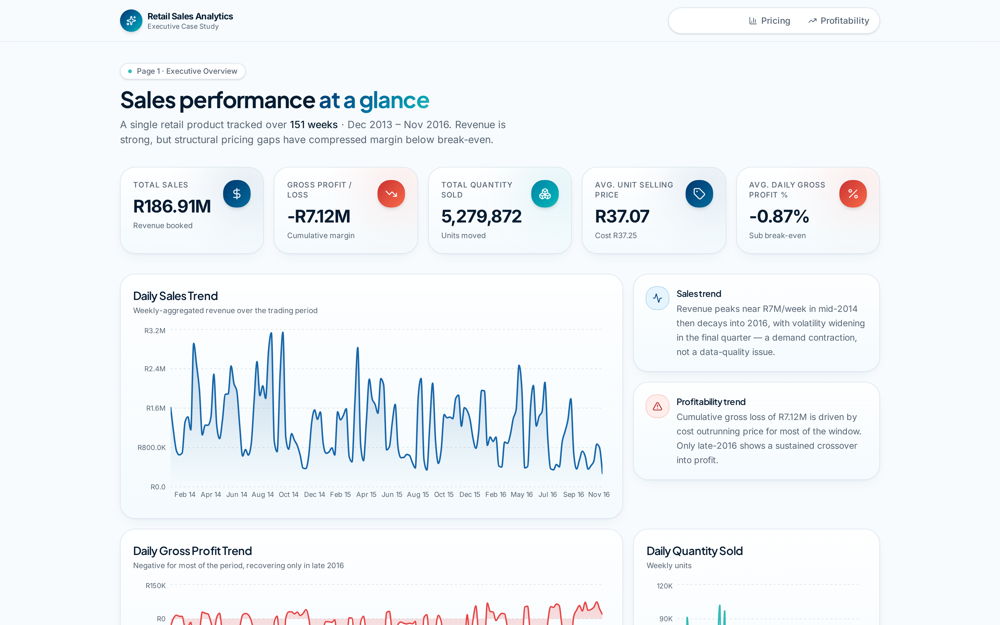 Retail Sales Analytics
Executive Case Study
Pricing
Profitability
Page 1 · Executive Overview
Sales performance at a glance
A single retail product tracked over 151 weeks · Dec 2013 – Nov 2016. Revenue is
strong, but structural pricing gaps have compressed margin below break-even.
TOTAL SALES
R186.91M
Revenue booked
GROSS PROFIT /
LOSS
-R7.12M
Cumulative margin
TOTAL QUANTITY
SOLD
5,279,872
Units moved
AVG. UNIT SELLING
PRICE
R37.07
Cost R37.25
AVG. DAILY GROSS
PROFIT %
-0.87%
Sub break-even
Daily Sales Trend
Weekly-aggregated revenue over the trading period
R3.2M
R2.4M
R1.6M
R800.0K
R0.0
Feb 14 Apr 14 Jun 14 Aug 14 Oct 14 Dec 14 Feb 15 Apr 15 Jun 15 Aug 15 Oct 15 Dec 15 Feb 16 May 16 Jul 16 Sep 16 Nov 16
Sales trend
Revenue peaks near R7M/week in mid-2014
then decays into 2016, with volatility widening
in the final quarter — a demand contraction,
not a data-quality issue.
Profitability trend
Cumulative gross loss of R7.12M is driven by
cost outrunning price for most of the window.
Only late-2016 shows a sustained crossover
into profit.
Daily Gross Profit Trend
Negative for most of the period, recovering only in late 2016
R150K
R0
Daily Quantity Sold
Weekly units
120K
90K